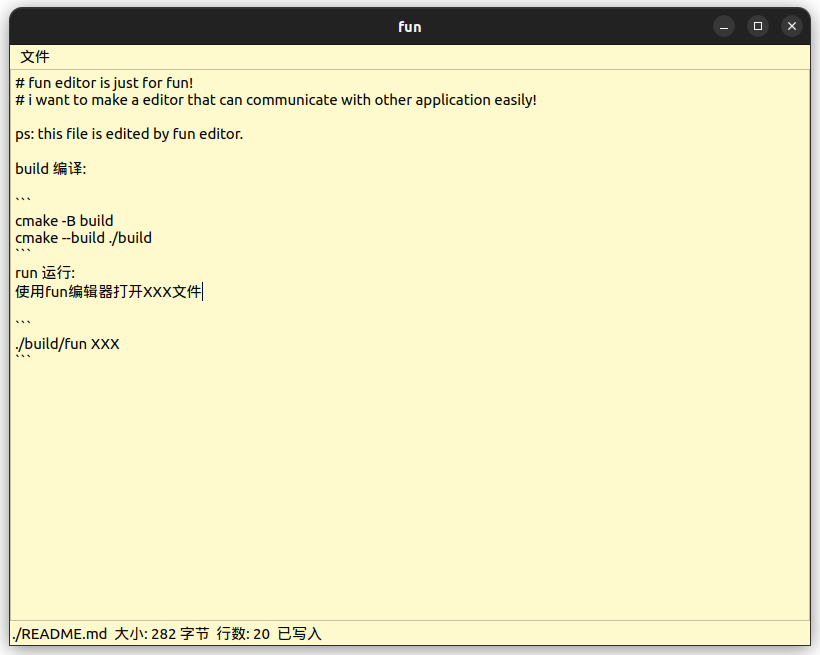 fun
文件
# fun editor is just for fun!
# i want to make a editor that can communicate with other application easily!
ps: this file is edited by fun editor.
build 编译:
```
cmake -B build
cmake --build ./build
```
run 运行:
使用fun编辑器打开XXX文件
```
./build/fun XXX
```
./README.md 大小: 282 字节 行数: 20 已写入